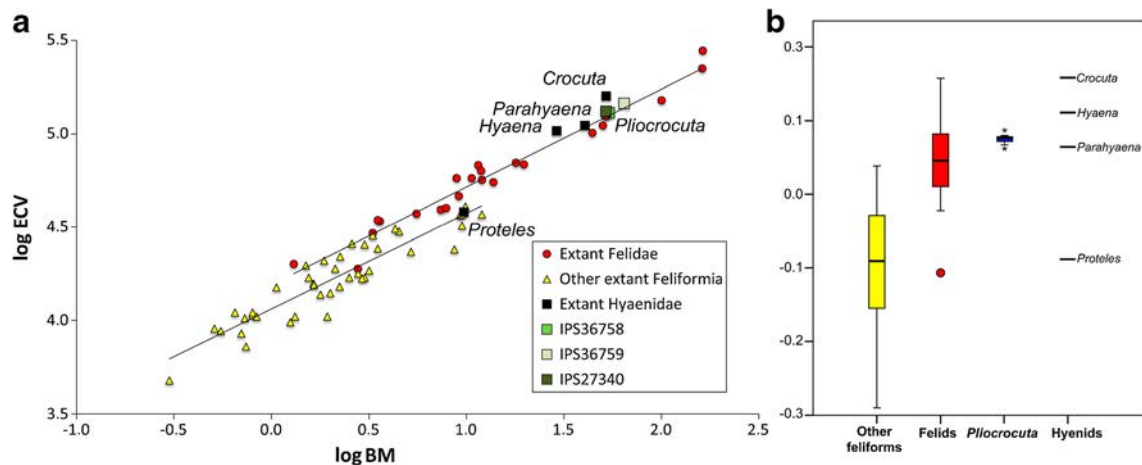 a
5.5
5.0
4.5
4.0
3.5
log ECV
-1.0 -0.5 0.0 0.5 1.0 1.5 2.0 2.5
log BM
Crocuta
Parahyaena
Hyaena
Pliocrocuta
Proteles
Extant Felidae
Other extant Feliformia
Extant Hyaenidae
IPS36758
IPS36759
IPS27340
b
0.3
0.1
0.0
-0.1
-0.2
-0.3
Crocuta
Hyaena
Parahyaena
Proteles
Other
feliforms
Felids
Pliocrocuta
Hyenids